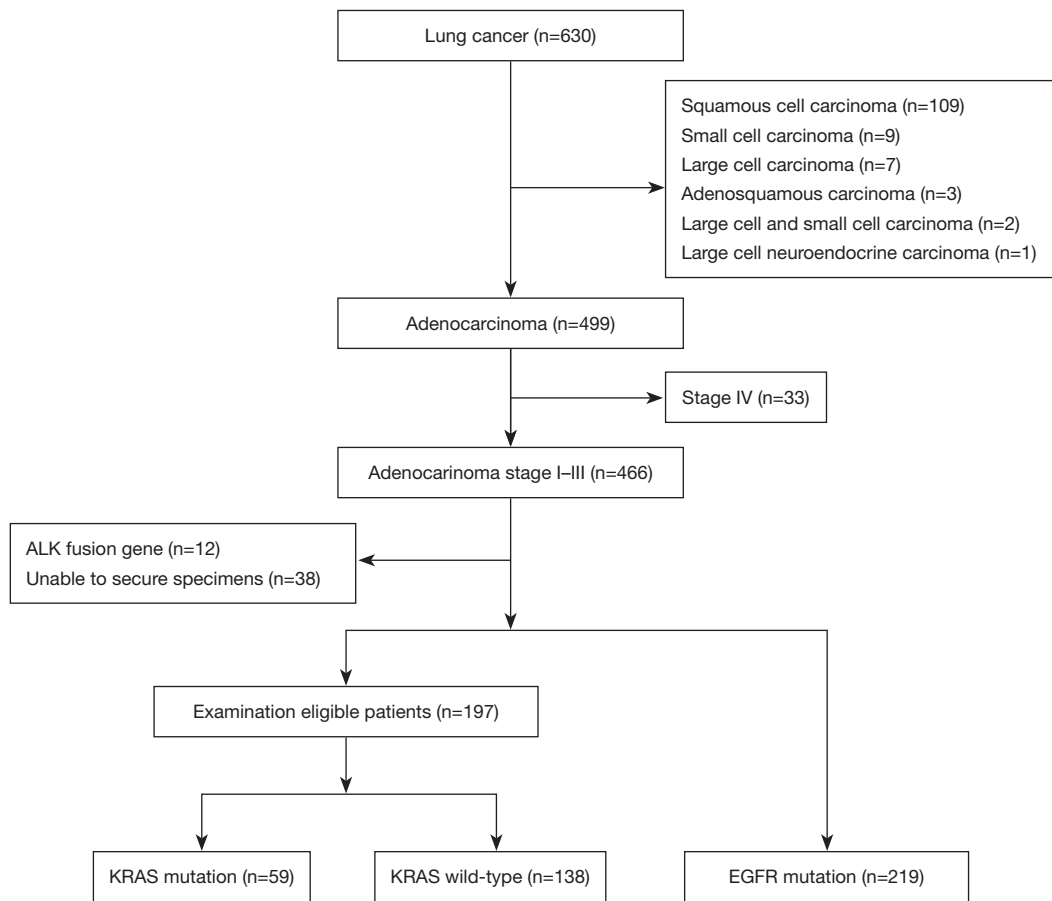 Lung cancer (n=630)
Squamous cell carcinoma (n=109)
Small cell carcinoma (n=9)
Large cell carcinoma (n=7)
Adenosquamous carcinoma (n=3)
Large cell and small cell carcinoma (n=2)
Large cell neuroendocrine carcinoma (n=1)
Adenocarcinoma (n=499)
Stage IV (n=33)
Adenocarinoma stage I–III (n=466)
ALK fusion gene (n=12)
Unable to secure specimens (n=38)
Examination eligible patients (n=197)
KRAS mutation (n=59)
KRAS wild-type (n=138)
EGFR mutation (n=219)